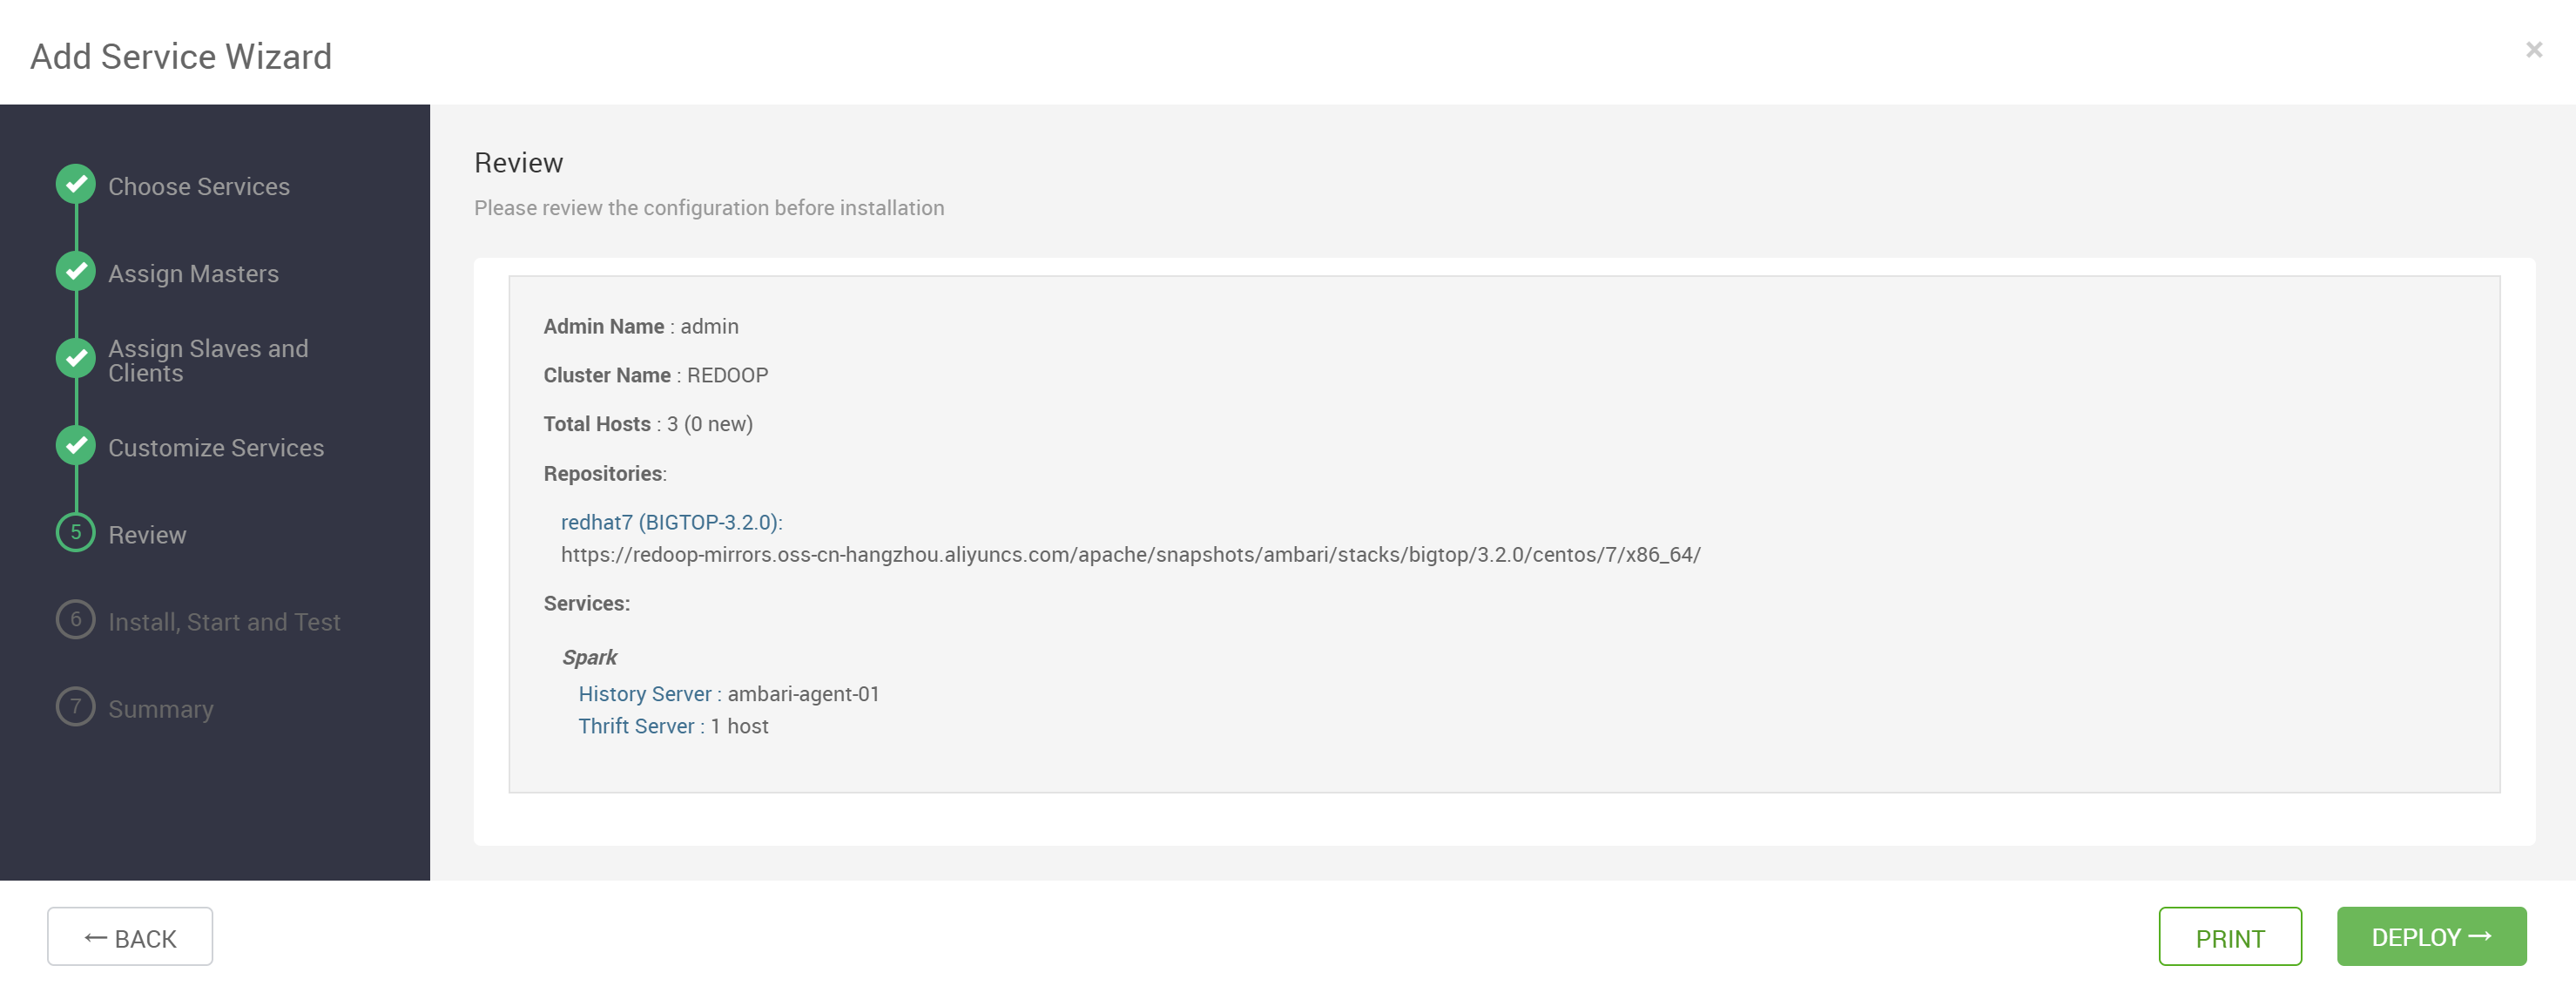 Add Service Wizard
×
Choose Services
Assign Masters
Assign Slaves and
Clients
Customize Services
5 Review
6 Install, Start and Test
7 Summary
Review
Please review the configuration before installation
Admin Name : admin
Cluster Name : REDOOP
Total Hosts : 3 (0 new)
Repositories:
redhat7 (BIGTOP-3.2.0):
https://redoop-mirrors.oss-cn-hangzhou.aliyuncs.com/apache/snapshots/ambari/stacks/bigtop/3.2.0/centos/7/x86_64/
Services:
Spark
History Server : ambari-agent-01
Thrift Server : 1 host
← BACK
PRINT
DEPLOY →